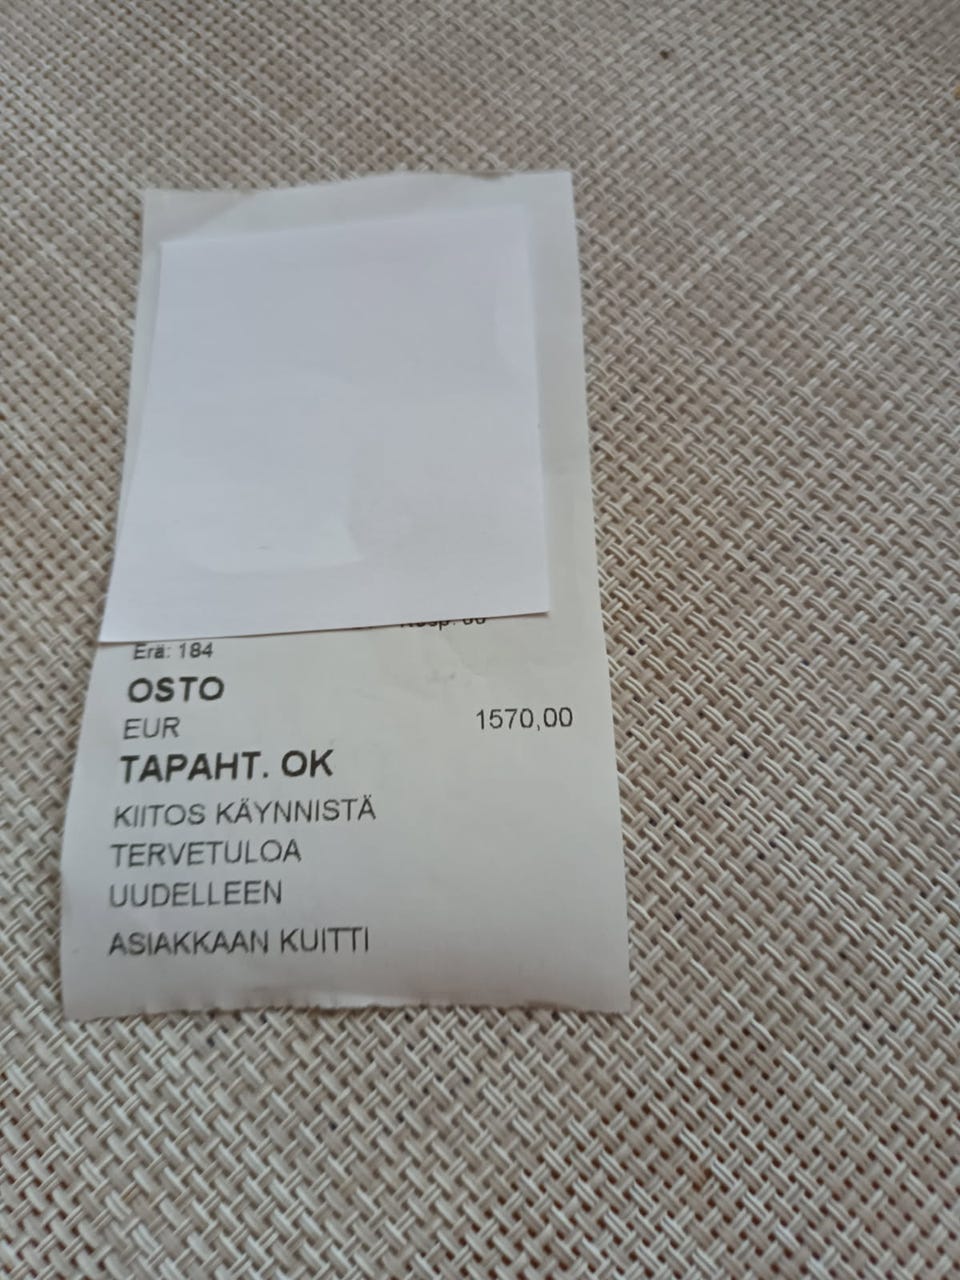 Erä: 184
OSTO
EUR 1570,00
TAPAHT. OK
KIITOS KÄYNNISTÄ
TERVETULOA
UUDELLEEN
ASIAKKAAN KUITTI